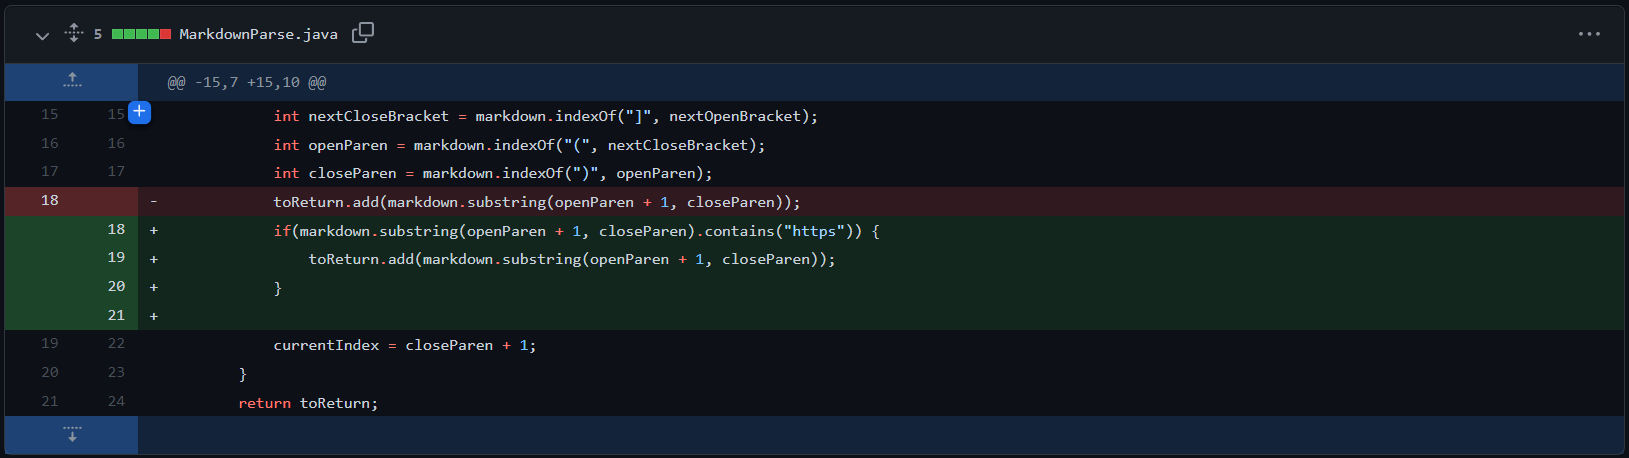 5 MarkdownParse.java
@@ -15,7 +15,10 @@
15 15 int nextCloseBracket = markdown.indexOf("]", nextOpenBracket);
16 16 int openParen = markdown.indexOf("(", nextCloseBracket);
17 17 int closeParen = markdown.indexOf(")", openParen);
18 - toReturn.add(markdown.substring(openParen + 1, closeParen));
18 + if(markdown.substring(openParen + 1, closeParen).contains("https")) {
19 + toReturn.add(markdown.substring(openParen + 1, closeParen));
20 + }
21 +
19 22 currentIndex = closeParen + 1;
20 23 }
21 24 return toReturn;